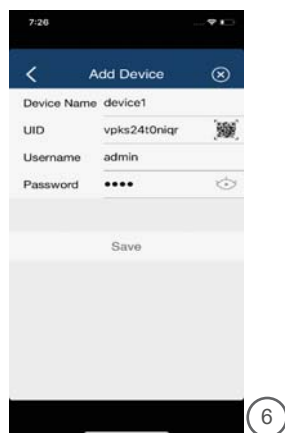 7:26
Add Device
Device Name device1
UID vpks24t0niqr
Username admin
Password ••••
Save
6